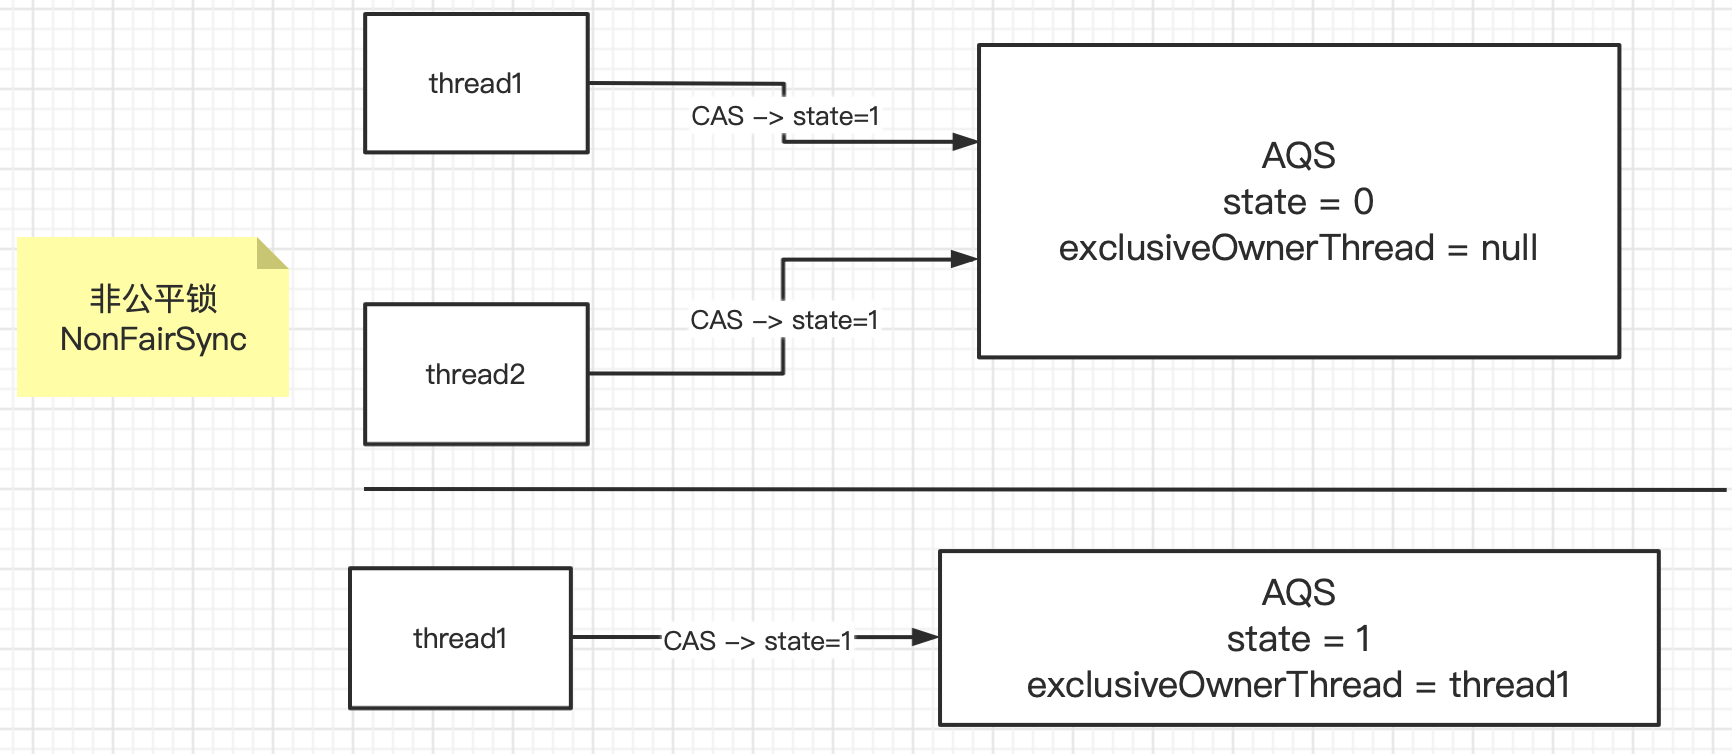 thread1
CAS -> state=1
AQS
state = 0
exclusiveOwnerThread = null
非公平锁
NonFairSync
CAS -> state=1
thread2
thread1
CAS -> state=1
AQS
state = 1
exclusiveOwnerThread = thread1